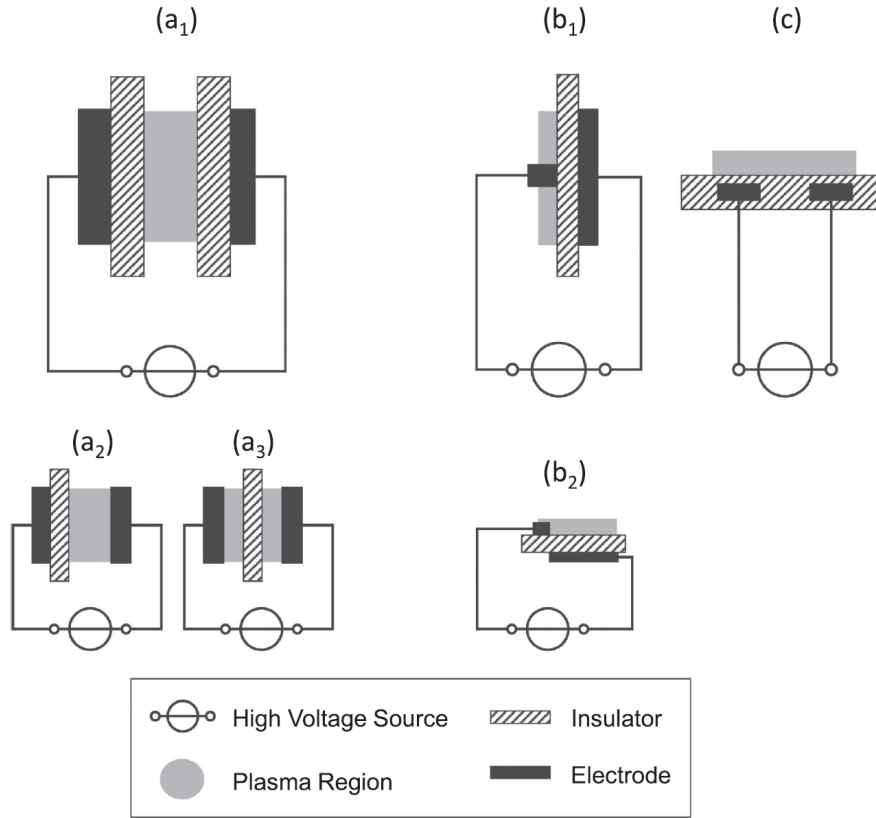 (a₁)
(b₁)
(c)
(a₂)
(a₃)
(b₂)
High Voltage Source
Insulator
Plasma Region
Electrode